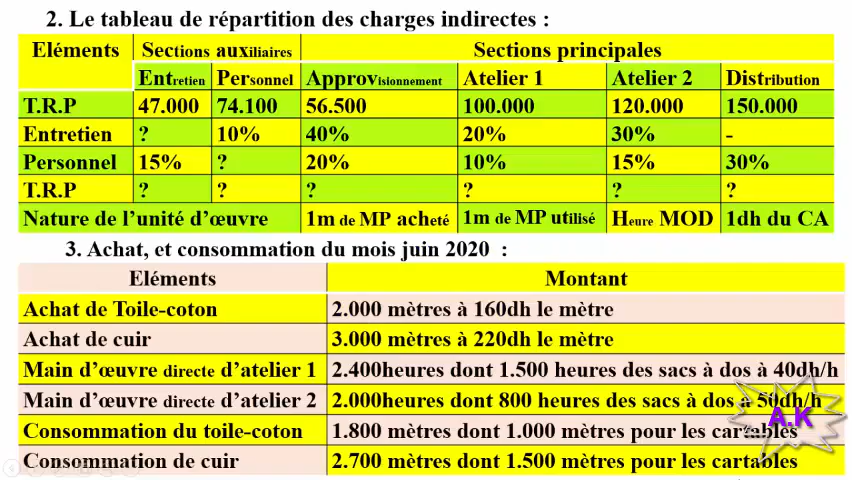 2. Le tableau de répartition des charges indirectes :
Eléments Sections auxiliaires Sections principales
Entretien Personnel Approvisionnement Atelier 1 Atelier 2 Distribution
T.R.P 47.000 74.100 56.500 100.000 120.000 150.000
Entretien ? 10% 40% 20% 30% -
Personnel 15% ? 20% 10% 15% 30%
T.R.P ? ? ? ? ? ?
Nature de l'unité d'œuvre 1m de MP acheté 1m de MP utilisé Heure MOD 1dh du CA
3. Achat, et consommation du mois juin 2020 :
Eléments Montant
Achat de Toile-coton 2.000 mètres à 160dh le mètre
Achat de cuir 3.000 mètres à 220dh le mètre
Main d'œuvre directe d'atelier 1 2.400heures dont 1.500 heures des sacs à dos à 40dh/h
Main d'œuvre directe d'atelier 2 2.000heures dont 800 heures des sacs à dos à 50dh/h
A.K
Consommation du toile-coton 1.800 mètres dont 1.000 mètres pour les cartables
Consommation de cuir 2.700 mètres dont 1.500 mètres pour les cartables